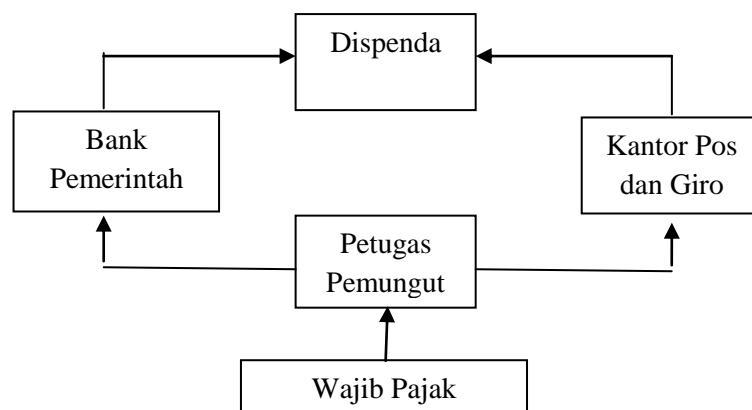 Dispenda
Bank
Pemerintah
Kantor Pos
dan Giro
Petugas
Pemungut
Wajib Pajak